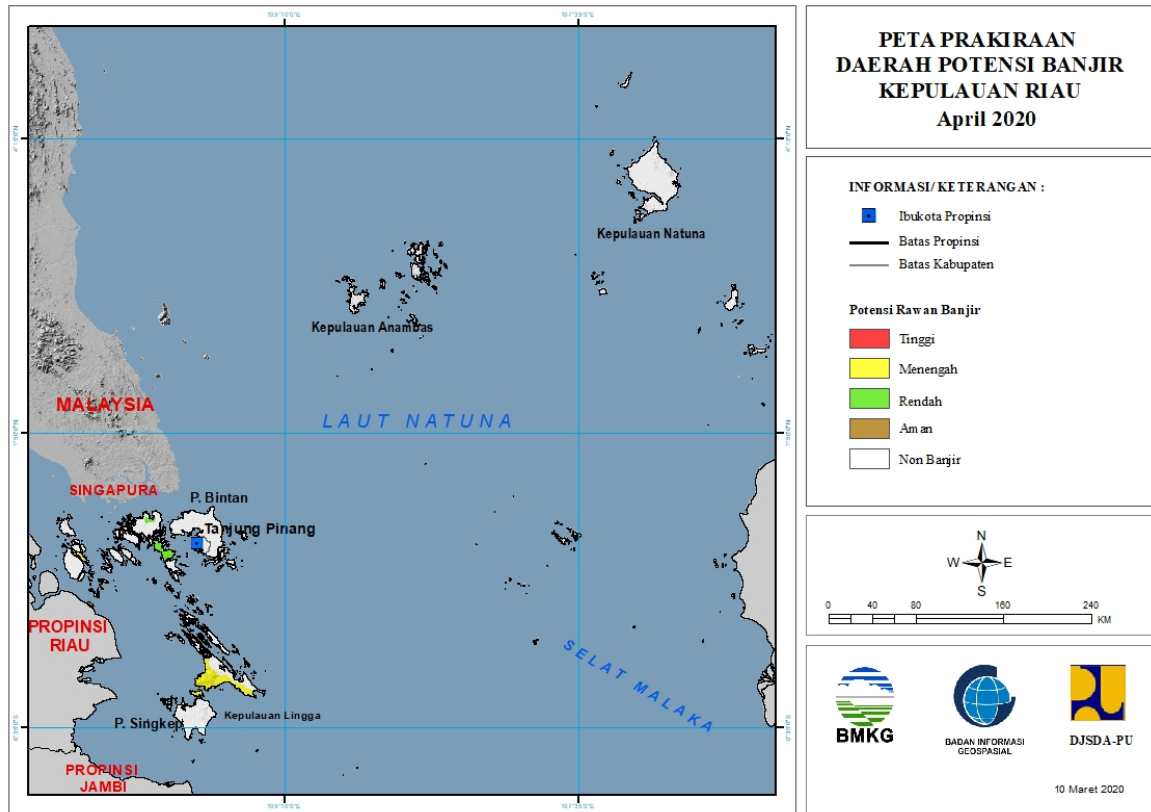 PETA PRAKIRAAN
DAERAH POTENSI BANJIR
KEPULAUAN RIAU
April 2020
INFORMASI/ KETERANGAN :
Ibukota Propinsi
Batas Propinsi
Batas Kabupaten
Potensi Rawan Banjir
Tinggi
Menengah
Rendah
Aman
Non Banjir
N
W E
S
0 40 80 160 240
KM
BMKG
BADAN INFORMASI
GEOSPASIAL
DJSDA-PU
10 Maret 2020
Kepulauan Natuna
Kepulauan Anambas
MALAYSIA
LAUT NATUNA
SINGAPURA
P. Bintan
Tanjung Pinang
PROPINSI
RIAU
SELAT MALAKA
P. Singkep
Kepulauan Lingga
PROPINSI
JAMBI